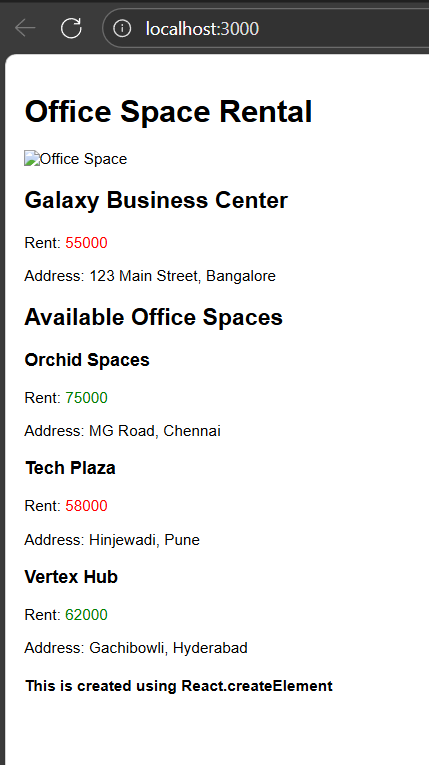 localhost:3000
Office Space Rental
Office Space
Galaxy Business Center
Rent: 55000
Address: 123 Main Street, Bangalore
Available Office Spaces
Orchid Spaces
Rent: 75000
Address: MG Road, Chennai
Tech Plaza
Rent: 58000
Address: Hinjewadi, Pune
Vertex Hub
Rent: 62000
Address: Gachibowli, Hyderabad
This is created using React.createElement